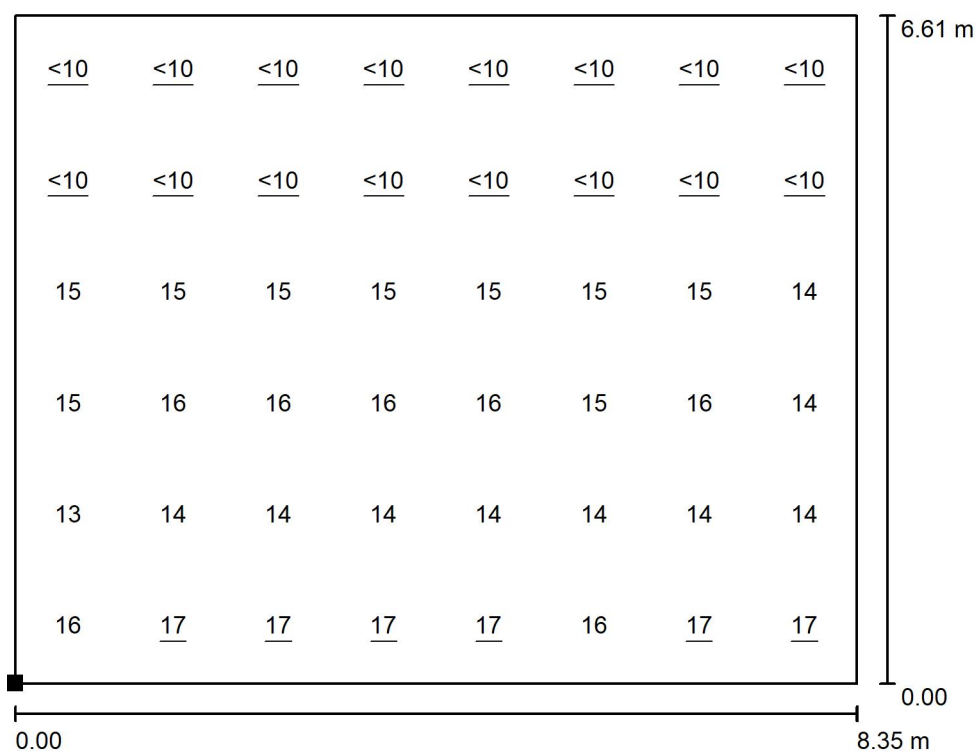 6.61 m
<10 <10 <10 <10 <10 <10 <10 <10
<10 <10 <10 <10 <10 <10 <10 <10
15 15 15 15 15 15 15 14
15 16 16 16 16 15 16 14
13 14 14 14 14 14 14 14
16 17 17 17 17 16 17 17
0.00
0.00 8.35 m